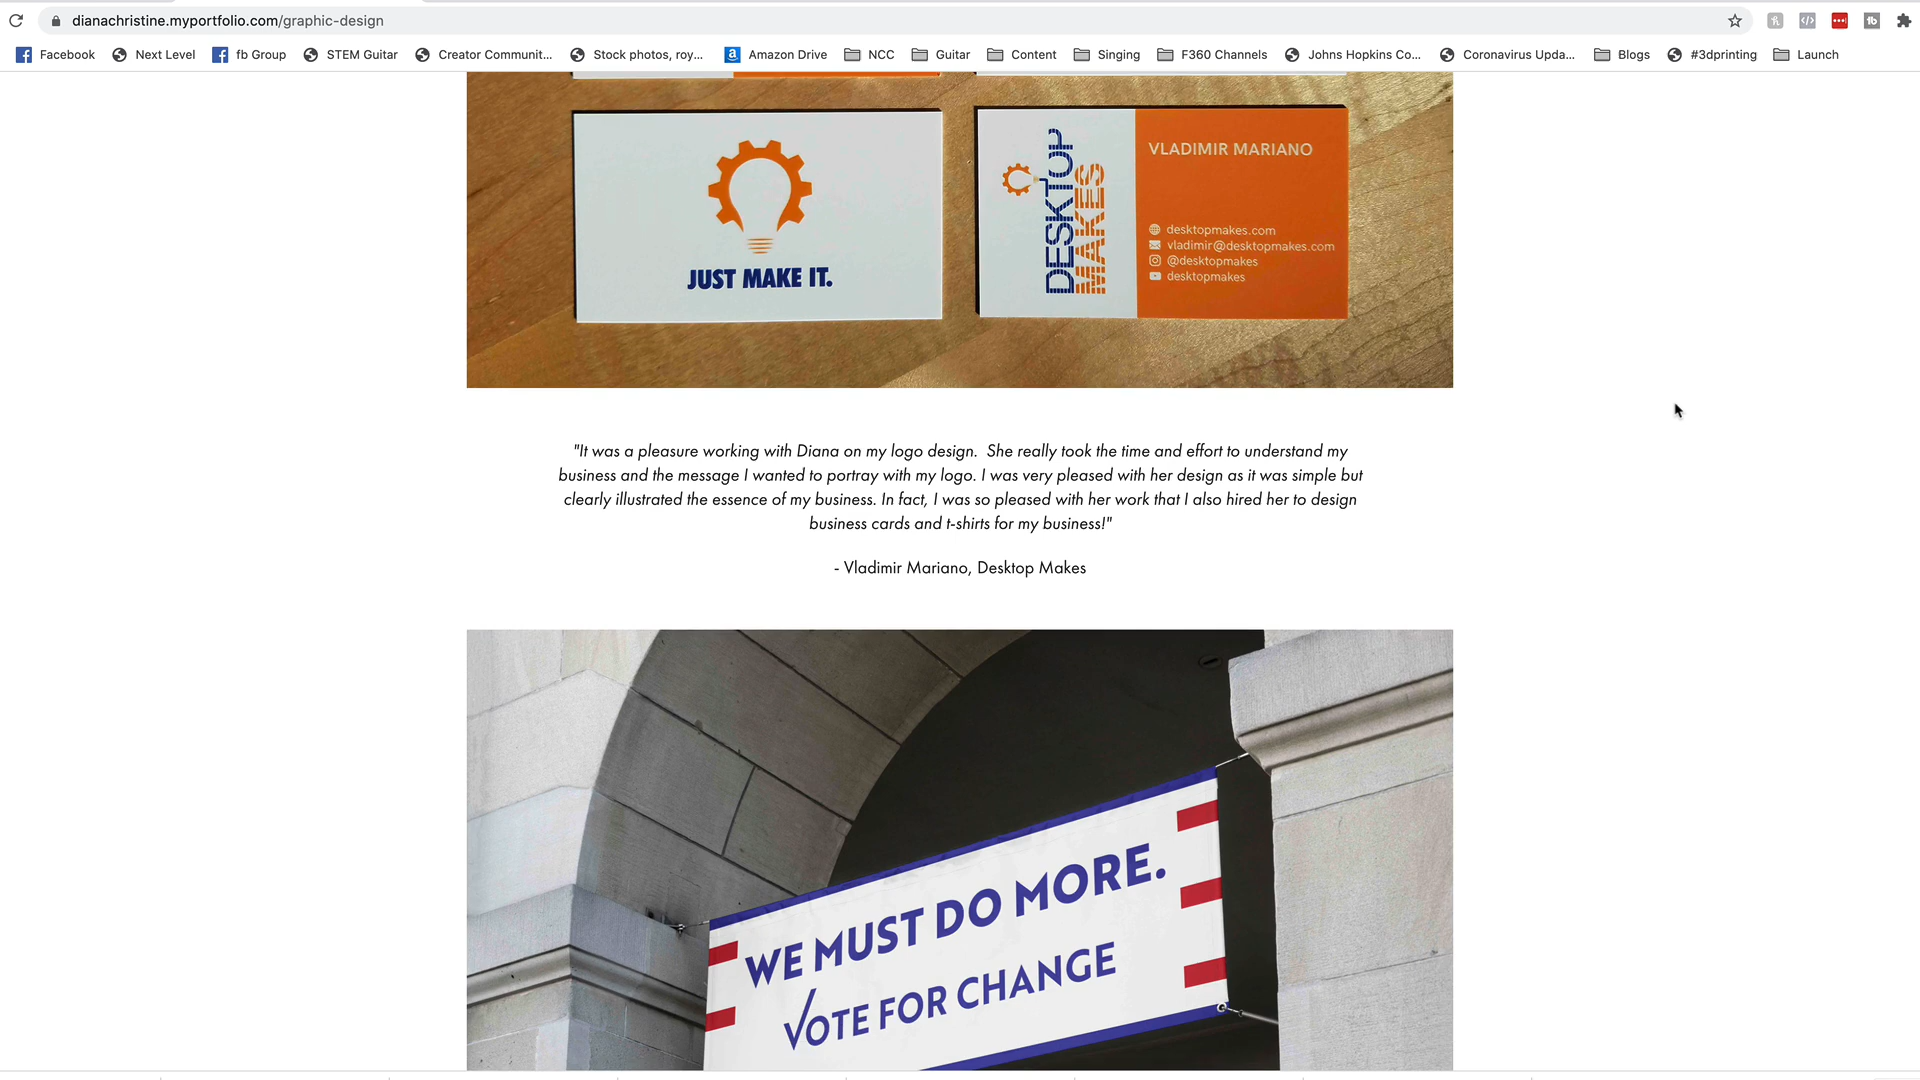 dianachristine.myportfolio.com/graphic-design
Facebook
Next Level
fb Group
STEM Guitar
Creator Communit...
Stock photos, roy...
Amazon Drive
NCC
Guitar
Content
Singing
F360 Channels
Johns Hopkins Co...
Coronavirus Upda...
Blogs
#3dprinting
Launch
JUST MAKE IT.
DESKTOP
MAKES
VLADIMIR MARIANO
desktopmakes.com
vladimir@desktopmakes.com
@desktopmakes
desktopmakes
"It was a pleasure working with Diana on my logo design.  She really took the time and effort to understand my
business and the message I wanted to portray with my logo. I was very pleased with her design as it was simple but
clearly illustrated the essence of my business. In fact, I was so pleased with her work that I also hired her to design
business cards and t-shirts for my business!"
- Vladimir Mariano, Desktop Makes
WE MUST DO MORE.
VOTE FOR CHANGE